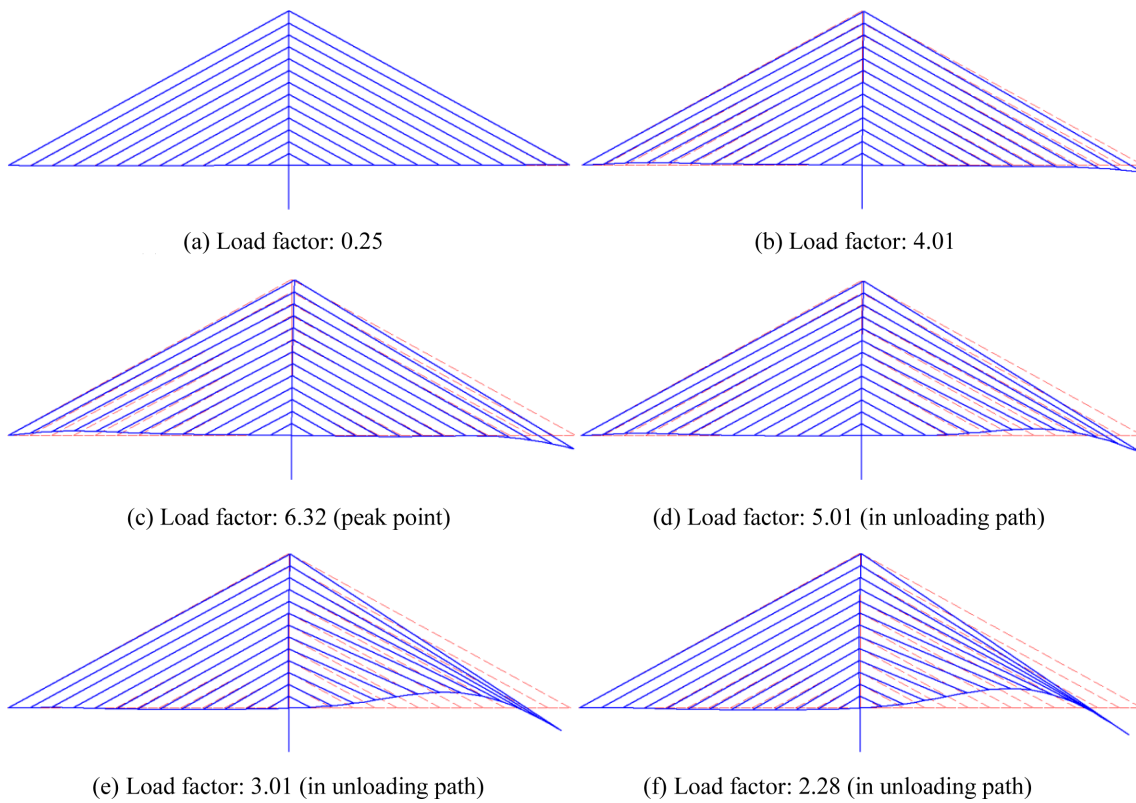 (a) Load factor: 0.25
(b) Load factor: 4.01
(c) Load factor: 6.32 (peak point)
(d) Load factor: 5.01 (in unloading path)
(e) Load factor: 3.01 (in unloading path)
(f) Load factor: 2.28 (in unloading path)